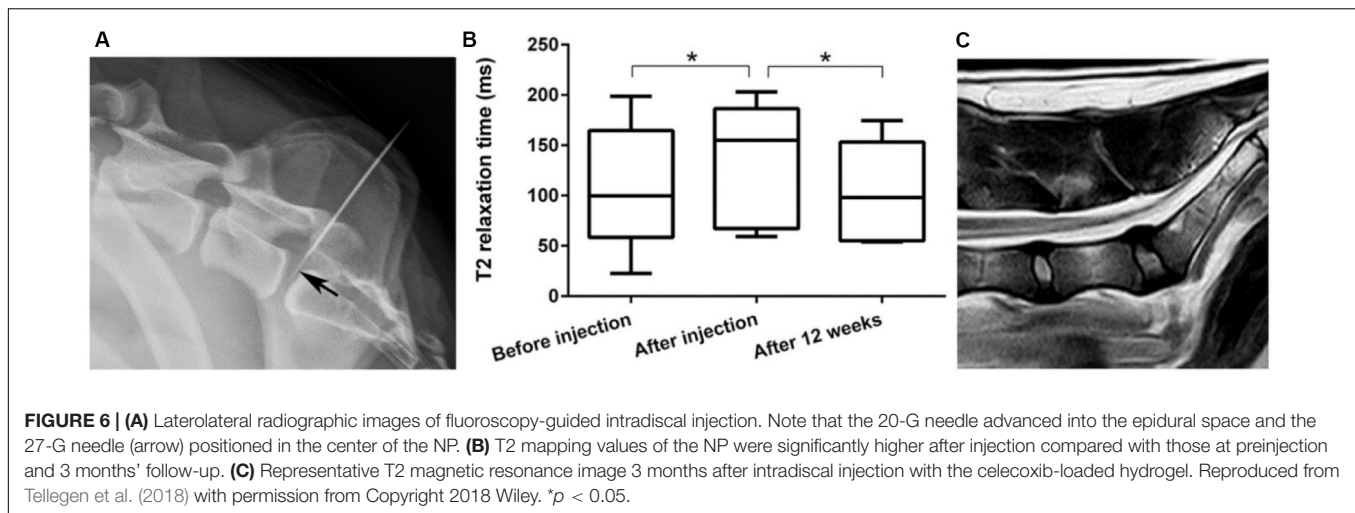 A
B
C
T2 relaxation time (ms)
250
200
150
100
50
0
*
*
Before injection
After injection
After 12 weeks
FIGURE 6 | (A) Laterolateral radiographic images of fluoroscopy-guided intradiscal injection. Note that the 20-G needle advanced into the epidural space and the
27-G needle (arrow) positioned in the center of the NP. (B) T2 mapping values of the NP were significantly higher after injection compared with those at preinjection
and 3 months’ follow-up. (C) Representative T2 magnetic resonance image 3 months after intradiscal injection with the celecoxib-loaded hydrogel. Reproduced from
Tellegen et al. (2018) with permission from Copyright 2018 Wiley. *p < 0.05.